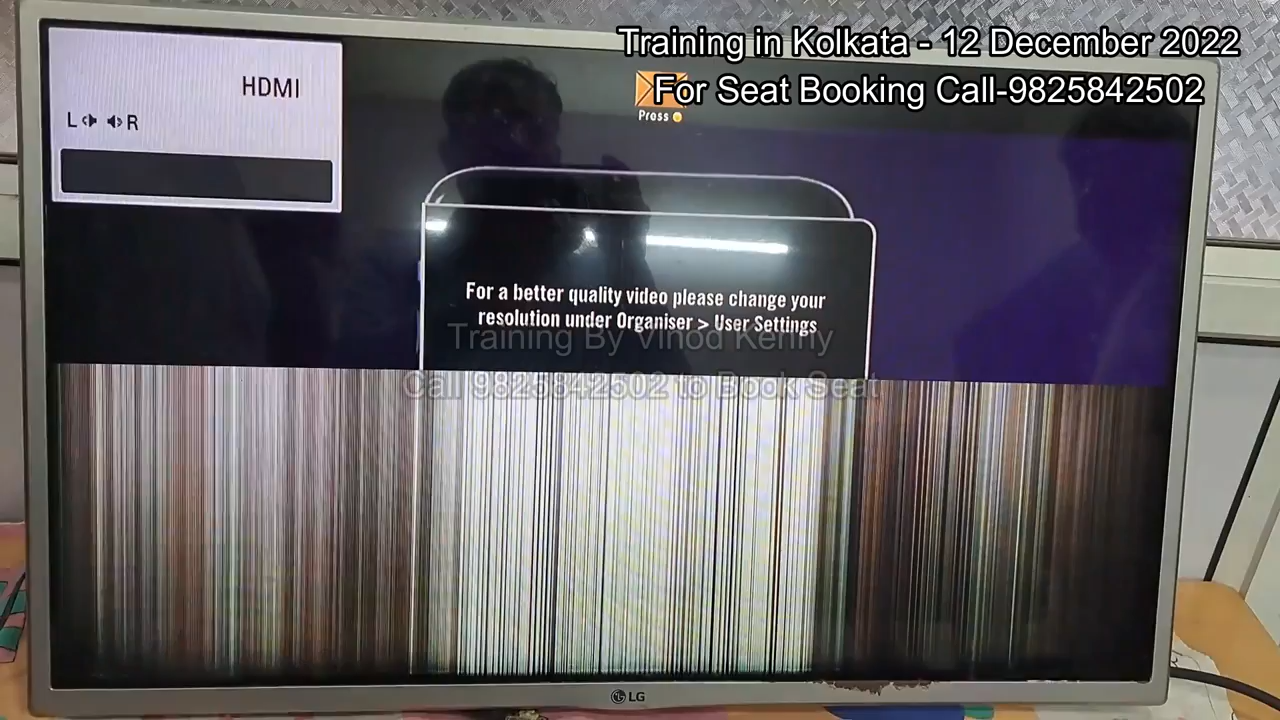 Training in Kolkata - 12 December 2022
For Seat Booking Call-9825842502
Press
HDMI
L R
For a better quality video please change your
resolution under Organiser > User Settings
Training By Vinod Kenny
Call 9825842502 to Book Seat
LG